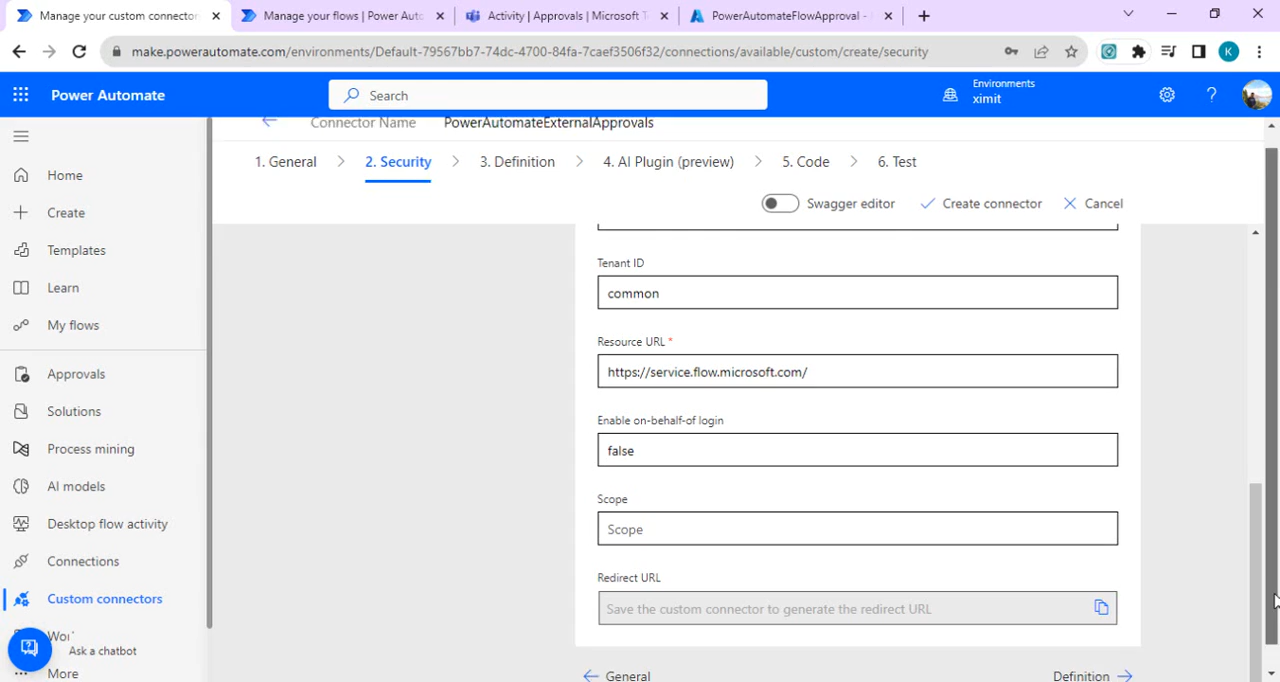 Manage your custom connector
Manage your flows | Power Auto
Activity | Approvals | Microsoft Te
PowerAutomateFlowApproval -
make.powerautomate.com/environments/Default-79567bb7-74dc-4700-84fa-7caef3506f32/connections/available/custom/create/security
K
Power Automate
Search
Environments
ximit
Connector Name PowerAutomateExternalApprovals
1. General
2. Security
3. Definition
4. AI Plugin (preview)
5. Code
6. Test
Swagger editor
Create connector
Cancel
Home
Create
Templates
Learn
My flows
Approvals
Solutions
Process mining
AI models
Desktop flow activity
Connections
Custom connectors
Ask a chatbot
More
Tenant ID
common
Resource URL *
https://service.flow.microsoft.com/
Enable on-behalf-of login
false
Scope
Scope
Redirect URL
Save the custom connector to generate the redirect URL
General
Definition